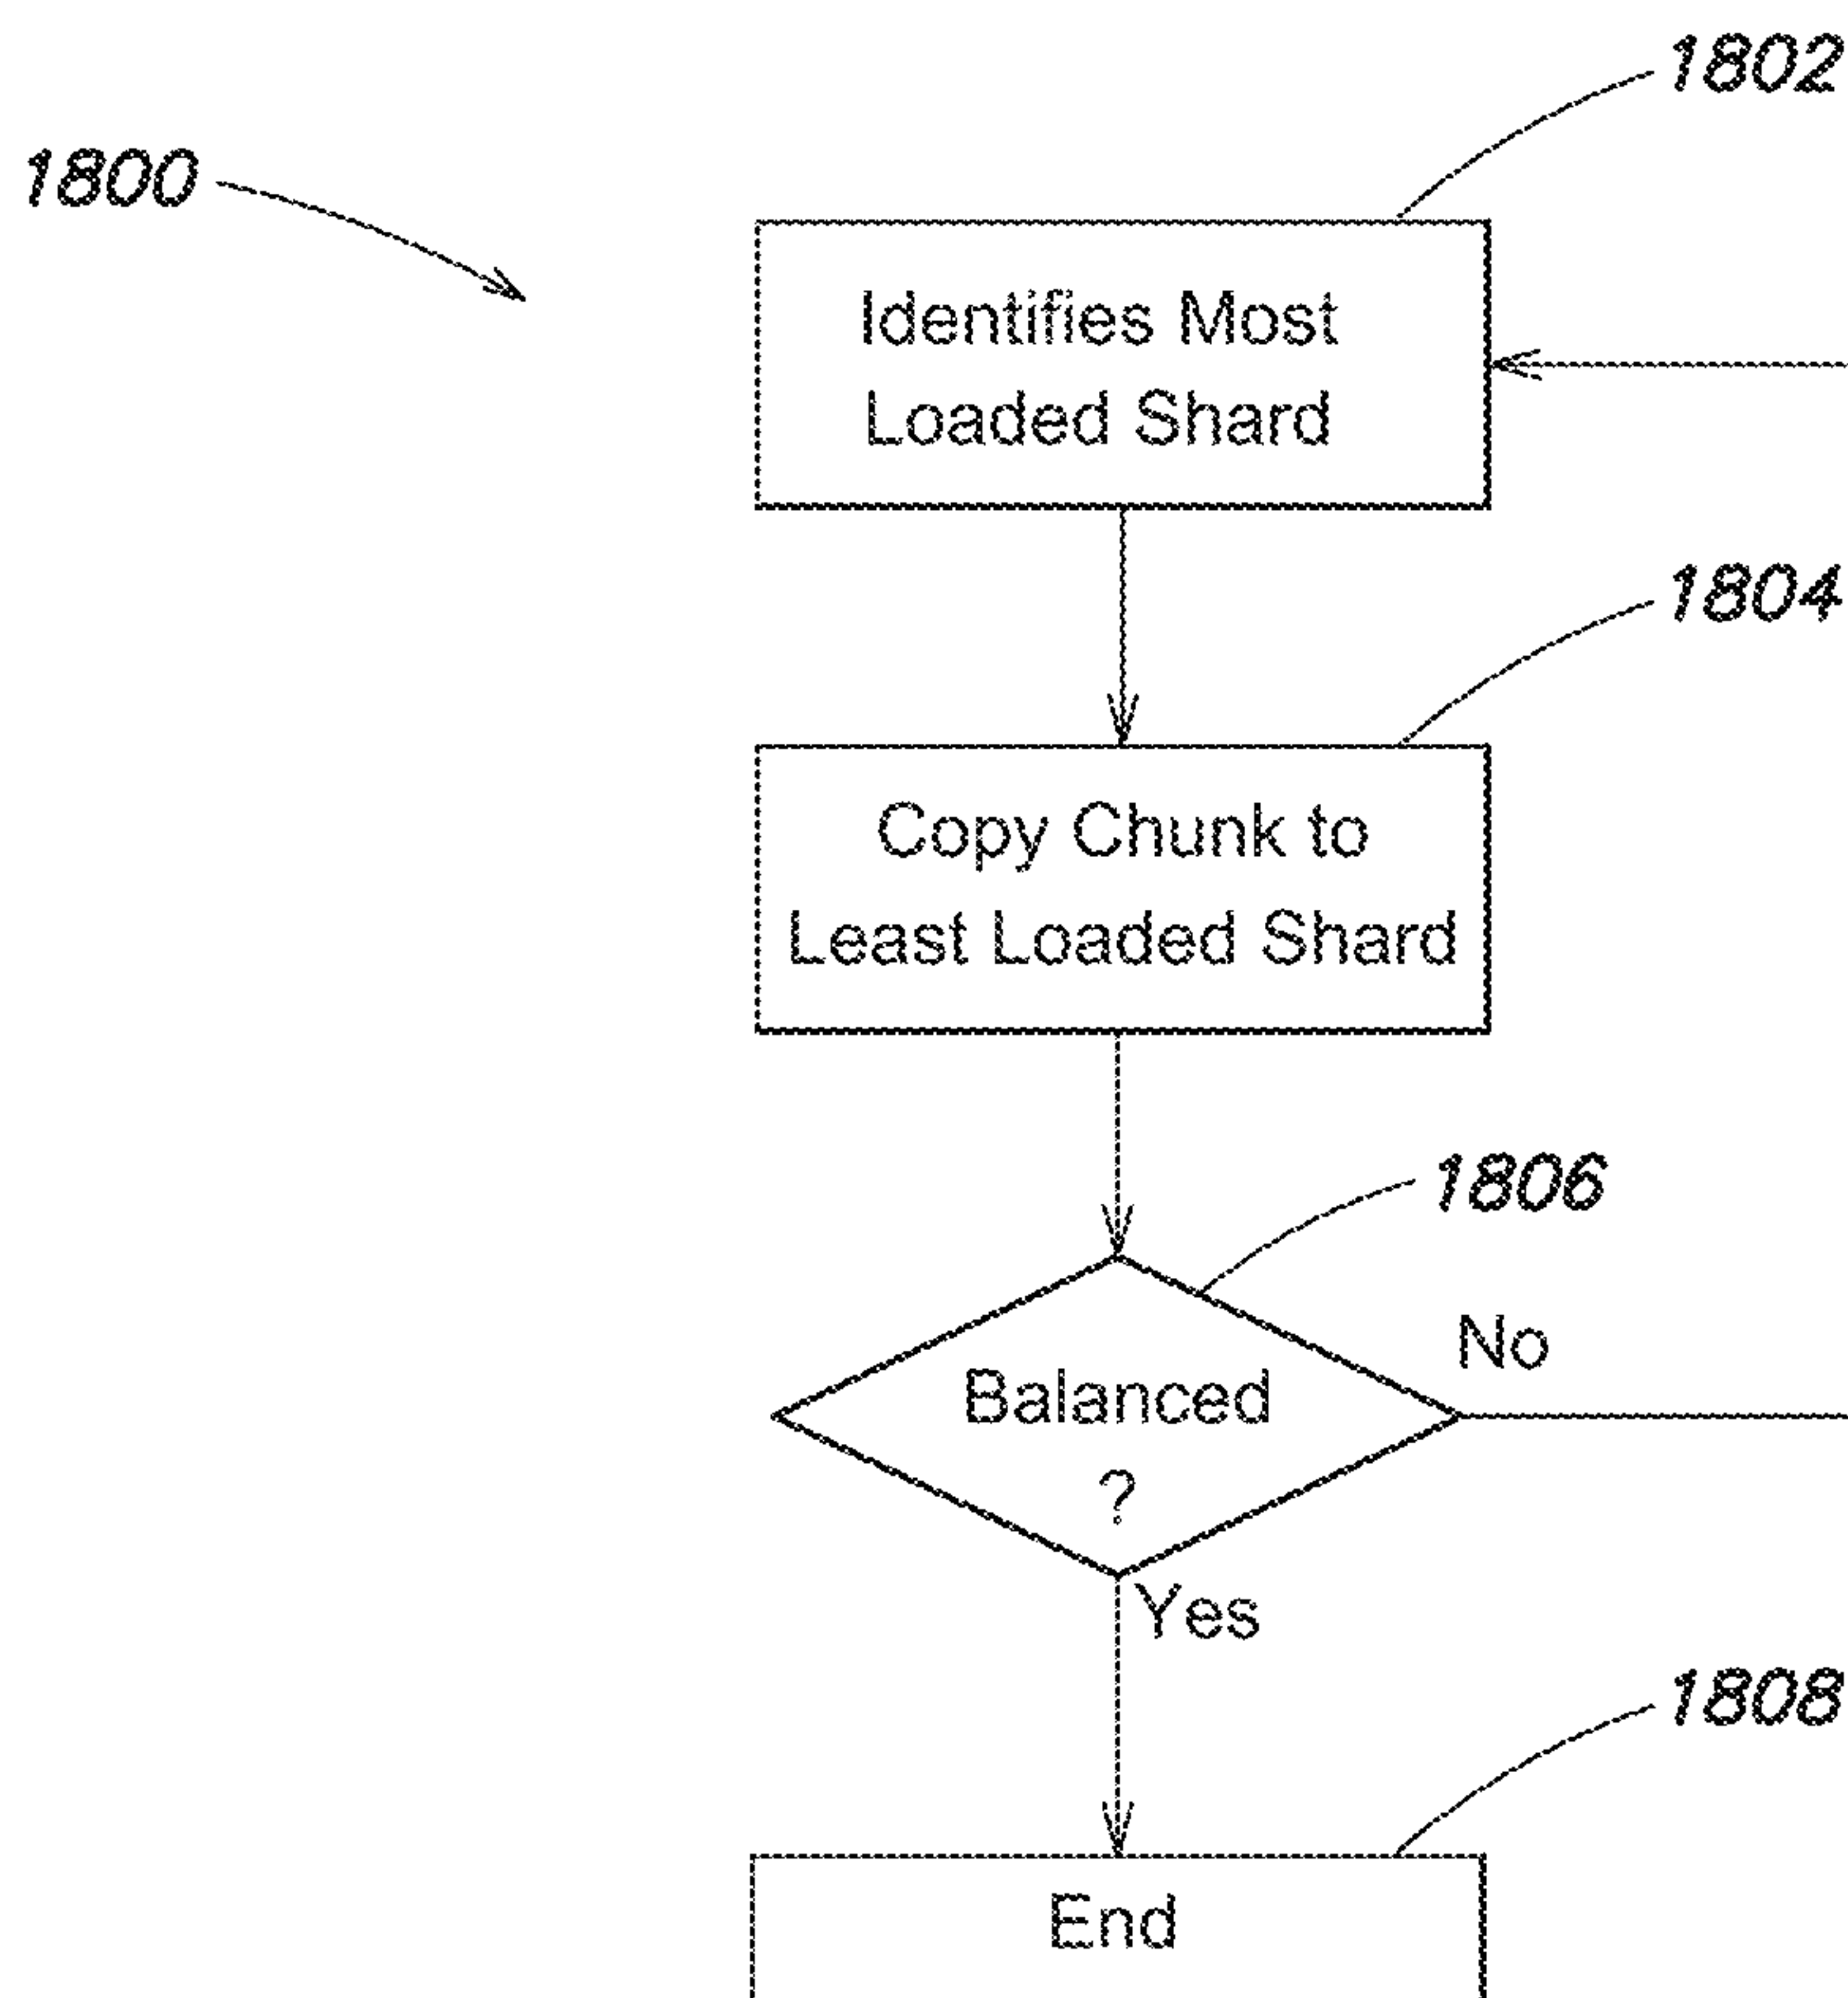 1802
1800
Identifies Most
Loaded Shard
1804
Copy Chunk to
Least Loaded Shard
1806
No
Balanced
?
Yes
1808
End